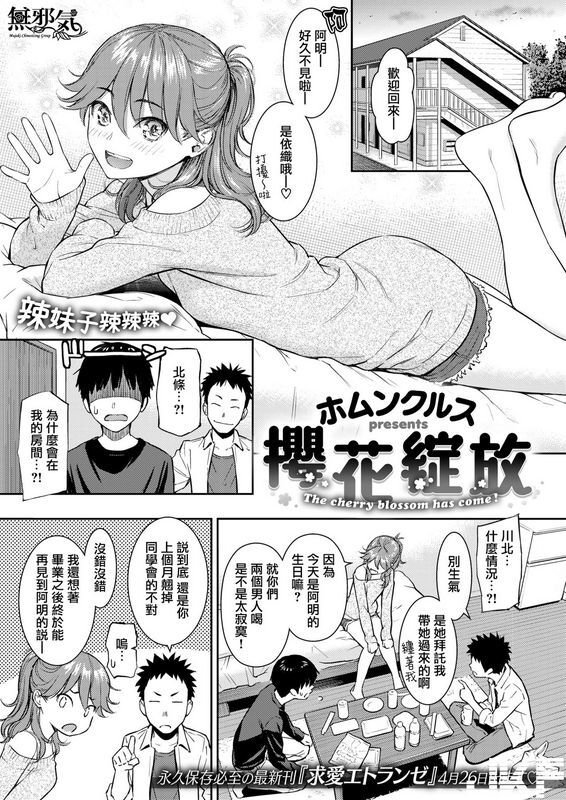 無邪気
歡迎回來ー
阿明ー
好久不見啦ー
是依織哦ー♡
打擾～啦
辣妹子辣辣辣♥
ホムンクルス
presents
櫻花綻放
The cherry blossom has come!
北條…?!
為什麼會在
我的房間…?!
川北…
什麼情況…?!
別生氣
是她拜託我
帶她過來的啊
纏著我
因為
今天是阿明的
生日嘛？
就你們
兩個男人喝
是不是太寂寞！
說到底 還是你
上個月翹掉
同學會的不對
嗚…
沒錯沒錯
我還想著
畢業之後終於能
再見到阿明的說ー
永久保存必至の最新刊『求愛エトランゼ』4月26日